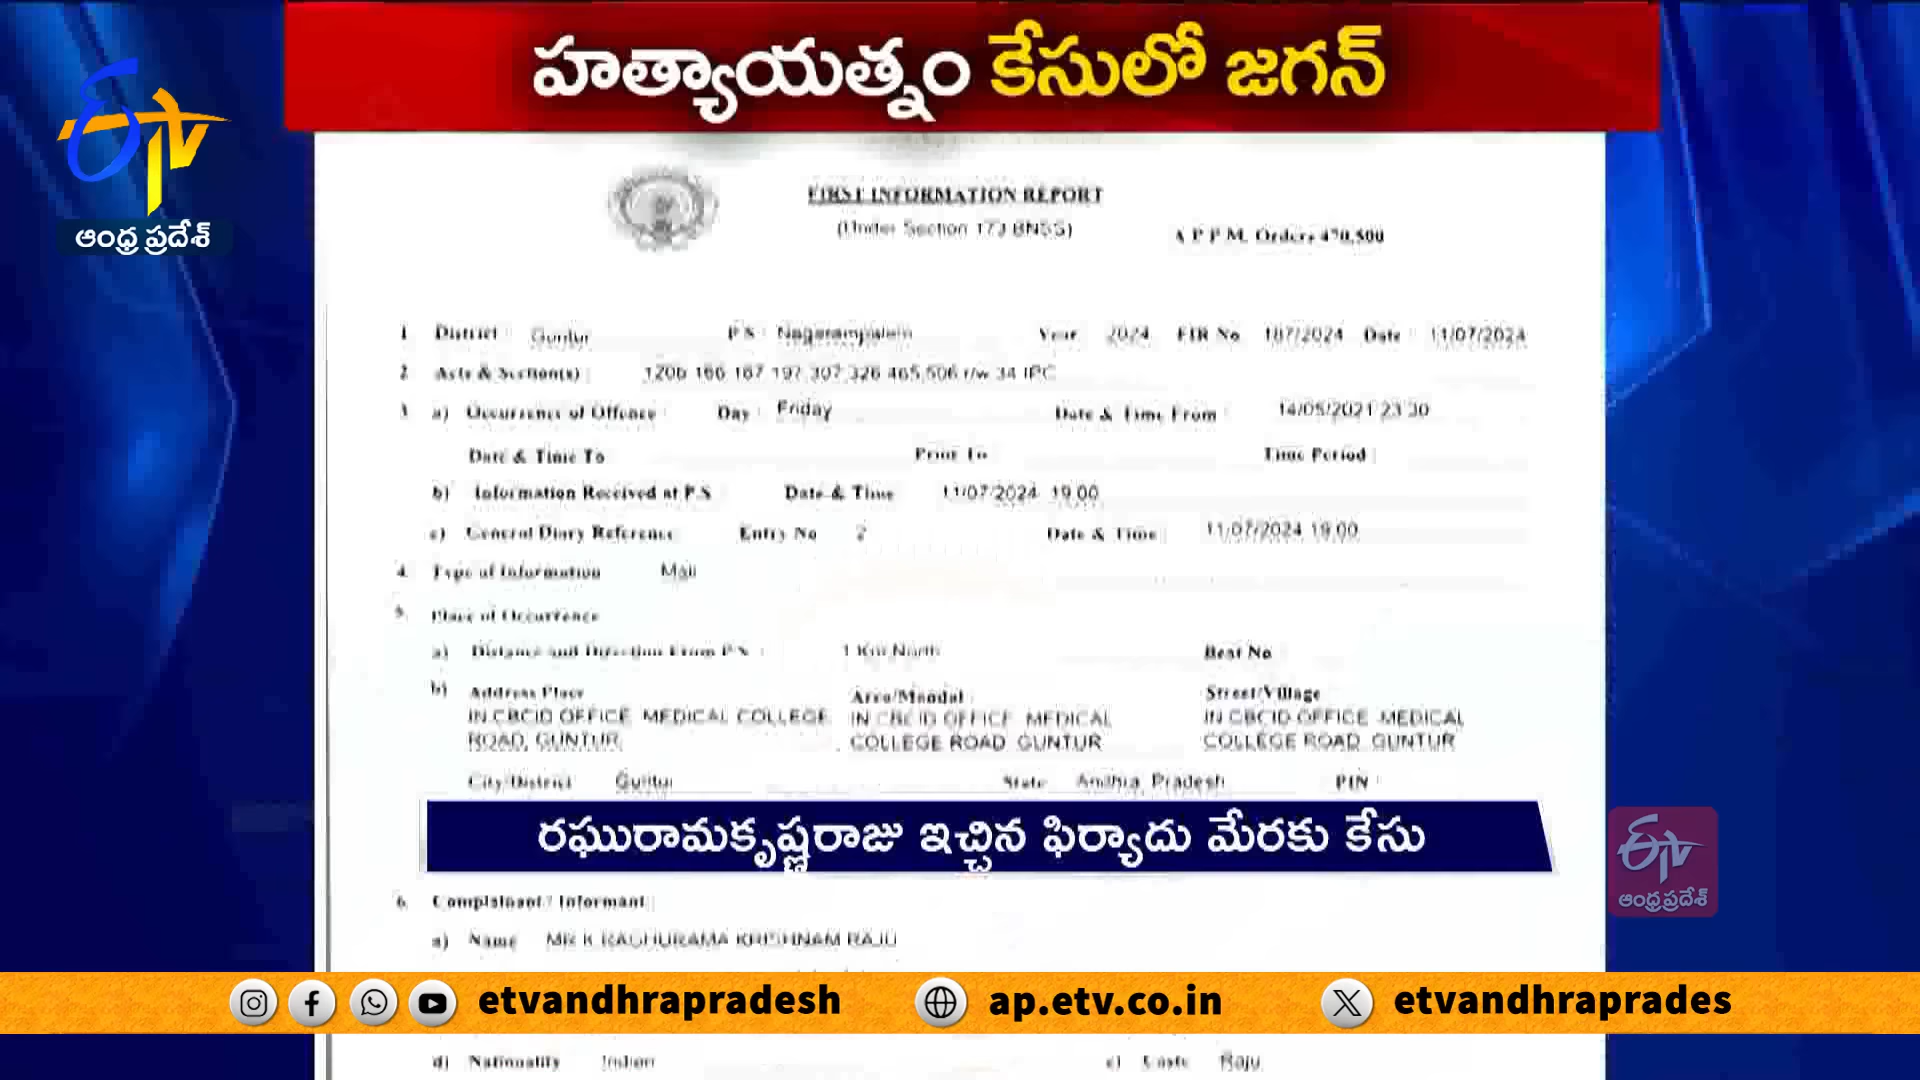 హత్యాయత్నం కేసులో జగన్
ETV
ఆంధ్ర ప్రదేశ్
FIRST INFORMATION REPORT
(Under Section 173 BNSS)
A P P M. Orders 470,500
1. District : Guntur P.S : Nagarampalem Year 2024 FIR No 187/2024 Date : 11/07/2024
2. Acts & Section(s) : 120b 166 167 197 307 326 465 506 r/w 34 IPC
3. a) Occurrence of Offence : Day : Friday Date & Time From : 14/05/2021 23:30
Date & Time To Prior To Time Period :
b) Information Received at P.S Date & Time 11/07/2024 19:00
c) General Diary Reference Entry No 2 Date & Time : 11/07/2024 19:00
4. Type of Information Mail
5. Place of Occurrence
a) Distance and Direction From P.S. : 1 Km North Beat No
b) Address Place Area/Mandal : Street/Village
IN CBCID OFFICE MEDICAL COLLEGE ROAD, GUNTUR. IN CBCID OFFICE MEDICAL COLLEGE ROAD GUNTUR IN CBCID OFFICE MEDICAL COLLEGE ROAD GUNTUR
City/District Guntur State Andhra Pradesh PIN :
రఘురామకృష్ణరాజు ఇచ్చిన ఫిర్యాదు మేరకు కేసు
ETV
ఆంధ్రప్రదేశ్
6. Complainant / Informant :
a) Name MR K RAGHURAMA KRISHNAM RAJU
etvandhrapradesh ap.etv.co.in etvandhraprades
d) Nationality Indian e) Caste Raju